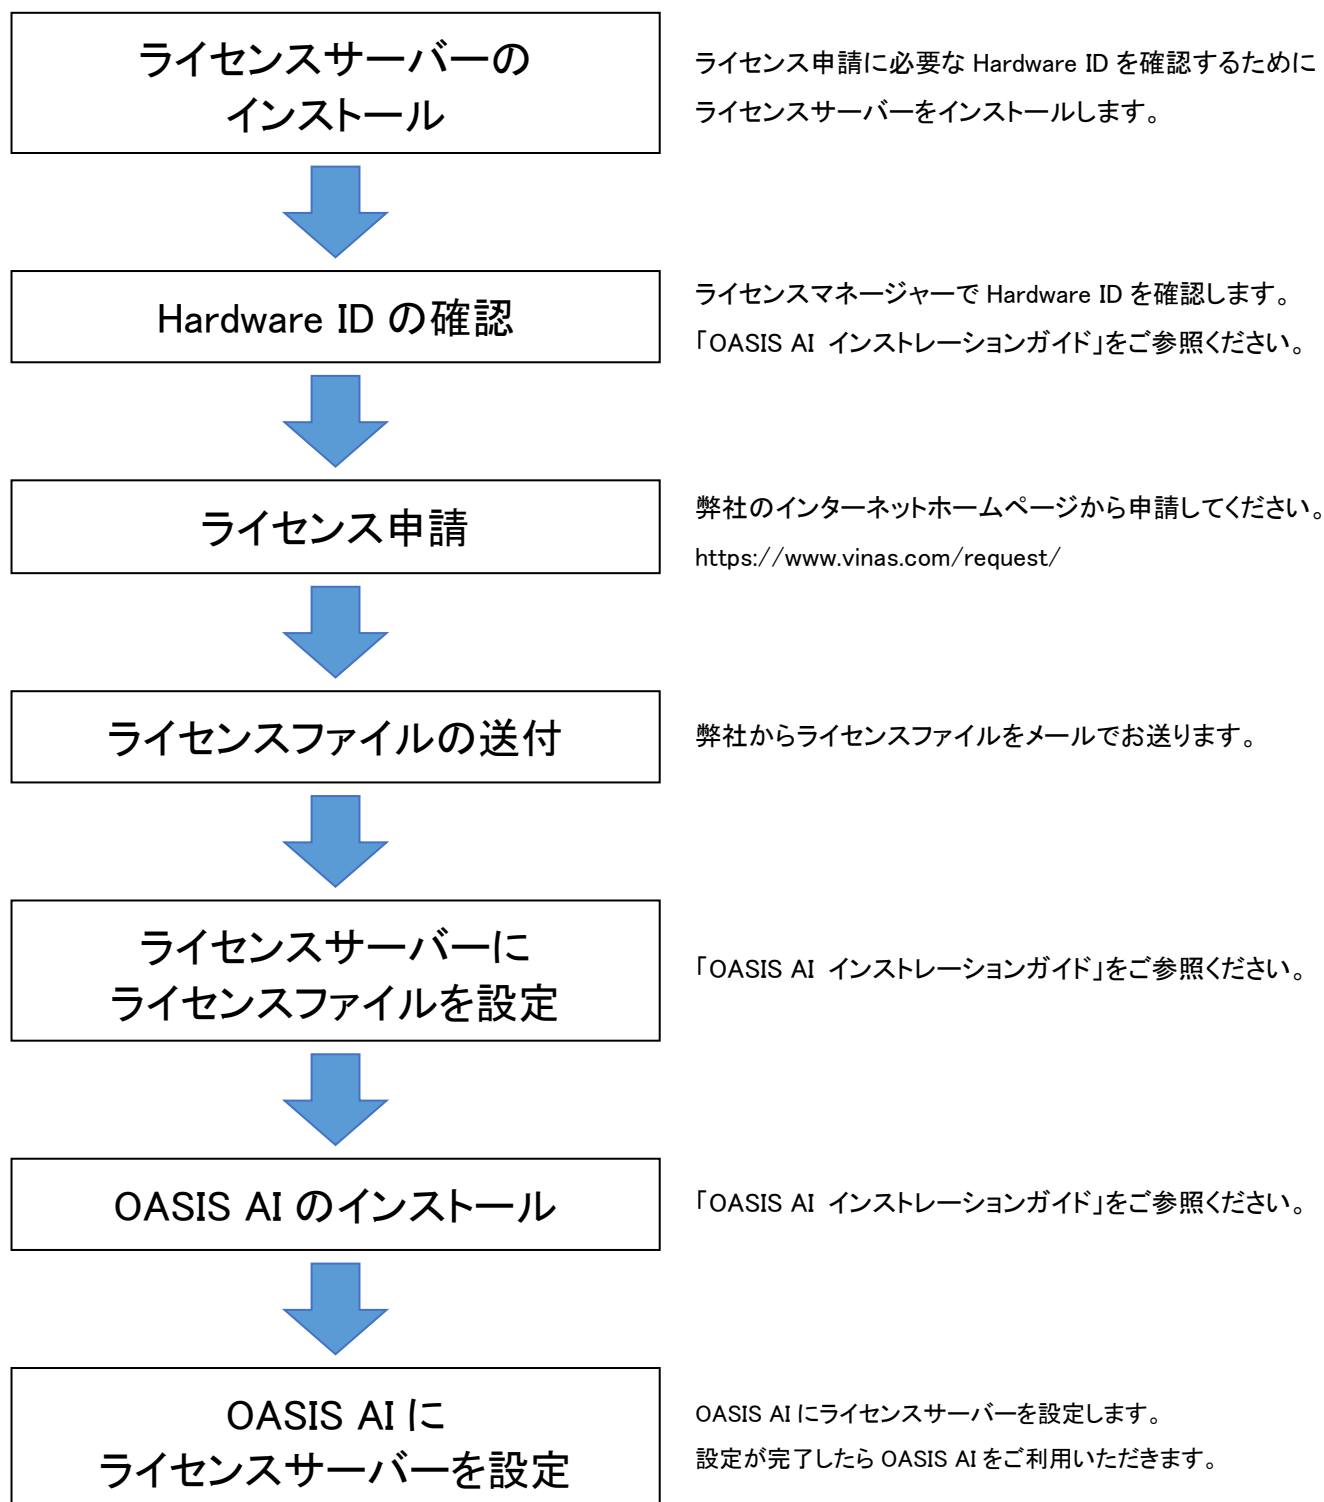 ライセンスサーバーの
インストール
ライセンス申請に必要な Hardware ID を確認するために
ライセンスサーバーをインストールします。
Hardware ID の確認
ライセンスマネージャーで Hardware ID を確認します。
「OASIS AI インストレーションガイド」をご参照ください。
ライセンス申請
弊社のインターネットホームページから申請してください。
https://www.vinas.com/request/
ライセンスファイルの送付
弊社からライセンスファイルをメールでお送ります。
ライセンスサーバーに
ライセンスファイルを設定
「OASIS AI インストレーションガイド」をご参照ください。
OASIS AI のインストール
「OASIS AI インストレーションガイド」をご参照ください。
OASIS AI に
ライセンスサーバーを設定
OASIS AI にライセンスサーバーを設定します。
設定が完了したら OASIS AI をご利用いただきます。